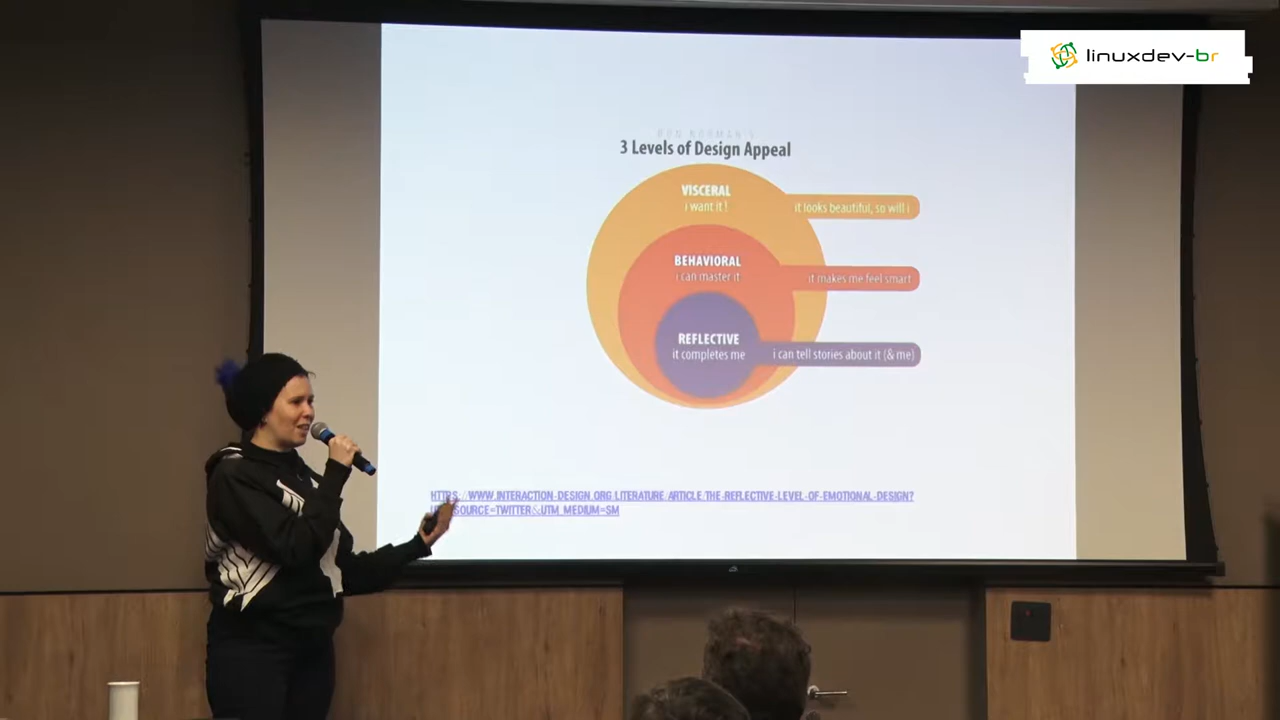 linuxdev-br
DON NORMAN'S
3 Levels of Design Appeal
VISCERAL
i want it !
it looks beautiful, so will i
BEHAVIORAL
i can master it
it makes me feel smart
REFLECTIVE
it completes me
i can tell stories about it (& me)
HTTPS://WWW.INTERACTION-DESIGN.ORG/LITERATURE/ARTICLE/THE-REFLECTIVE-LEVEL-OF-EMOTIONAL-DESIGN?
SOURCE=TWITTER&UTM_MEDIUM=SM